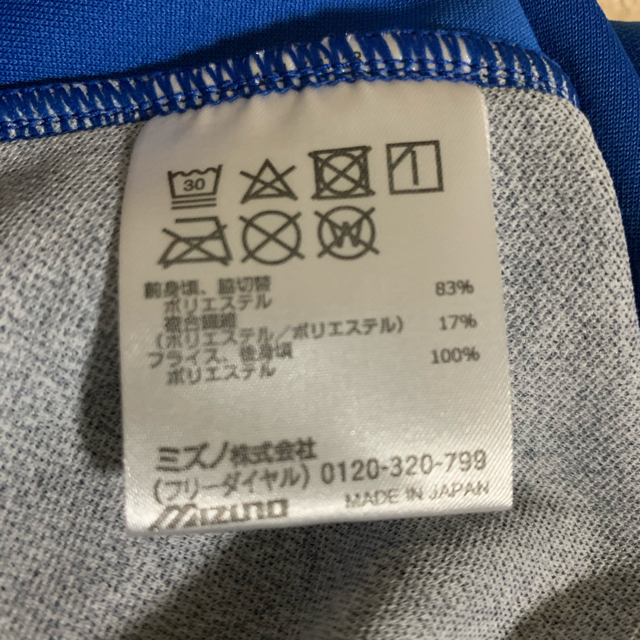 30
W
前身頃、脇切替
ポリエステル 83%
複合繊維
(ポリエステル/ポリエステル) 17%
フライス、後身頃
ポリエステル 100%
ミズノ株式会社
(フリーダイヤル) 0120-320-799
MIZUNO MADE IN JAPAN